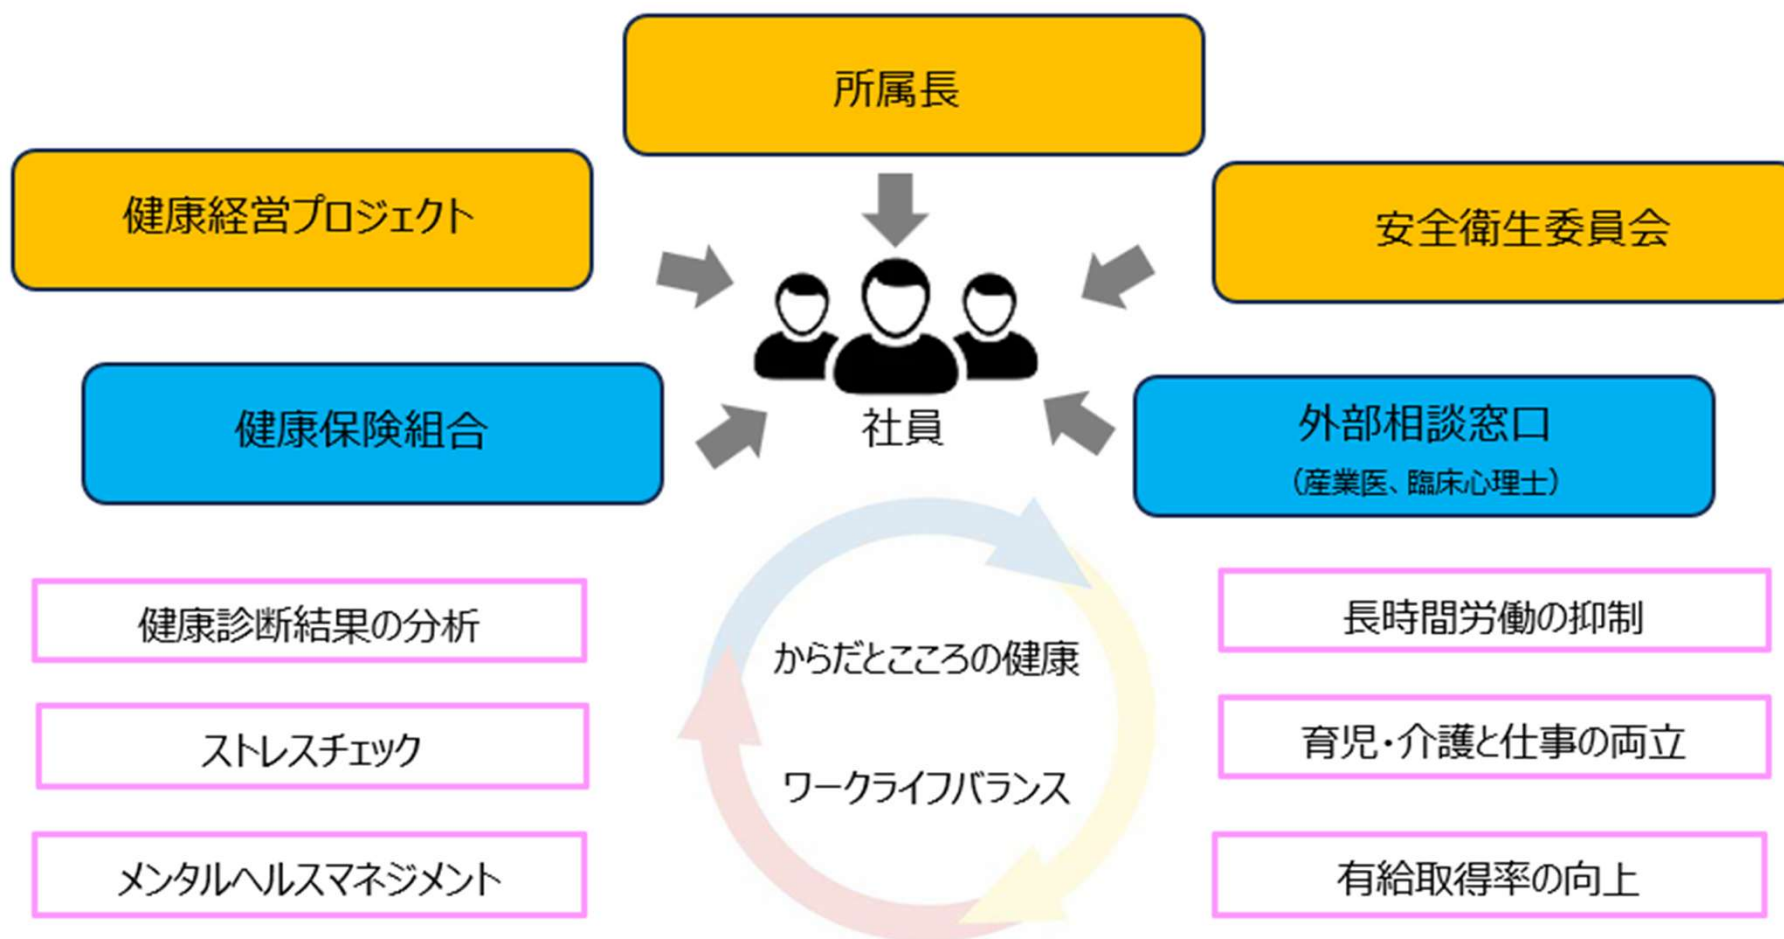 所属長
健康経営プロジェクト
安全衛生委員会
健康保険組合
社員
外部相談窓口
（産業医、臨床心理士）
健康診断結果の分析
ストレスチェック
メンタルヘルスマネジメント
からだとこころの健康
ワークライフバランス
長時間労働の抑制
育児・介護と仕事の両立
有給取得率の向上